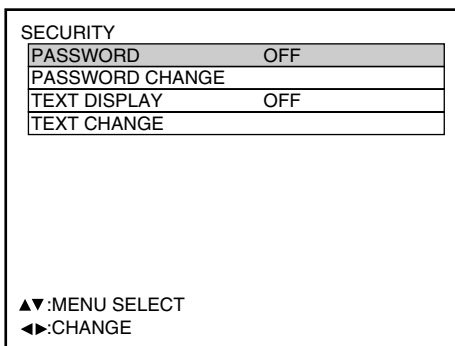 SECURITY
PASSWORD OFF
PASSWORD CHANGE
TEXT DISPLAY OFF
TEXT CHANGE
▲▼:MENU SELECT
◀▶:CHANGE